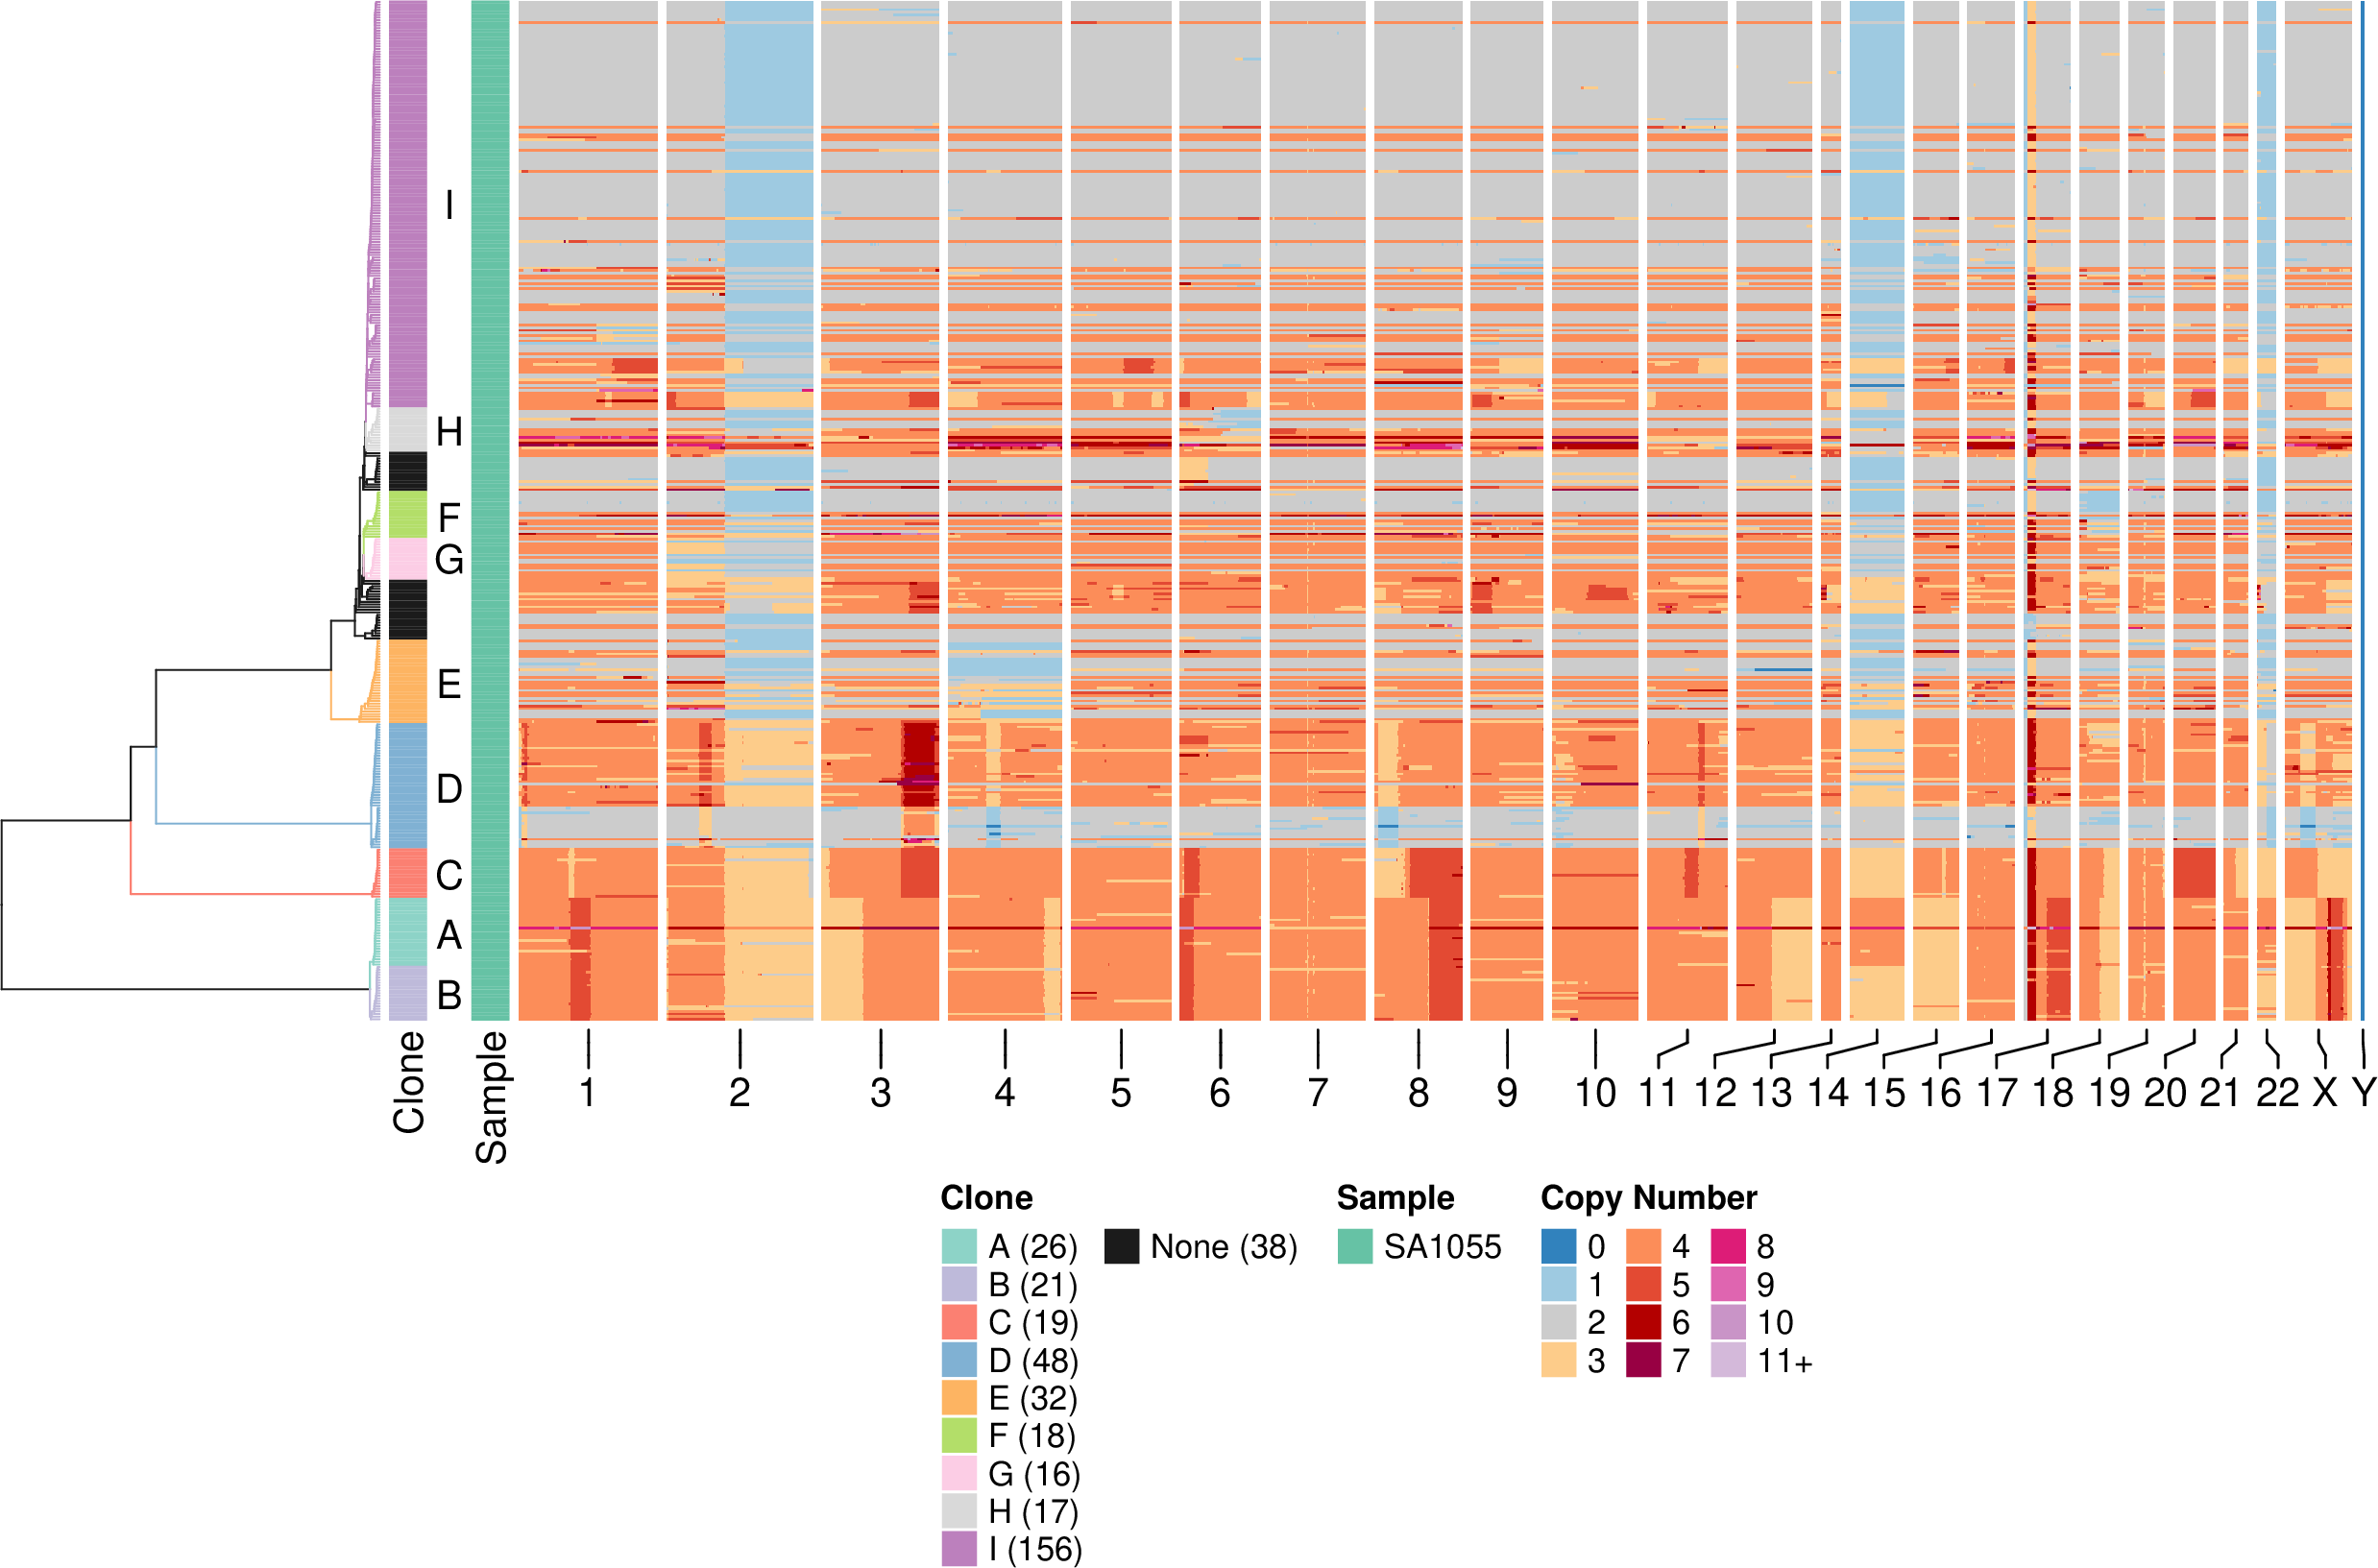 I
H
F
G
E
D
C
A
B
Clone
Sample
1 2 3 4 5 6 7 8 9 10 11 12 13 14 15 16 17 18 19 20 21 22 X Y
Clone Sample Copy Number
A (26) None (38) SA1055 0 4 8
B (21) 1 5 9
C (19) 2 6 10
D (48) 3 7 11+
E (32)
F (18)
G (16)
H (17)
I (156)